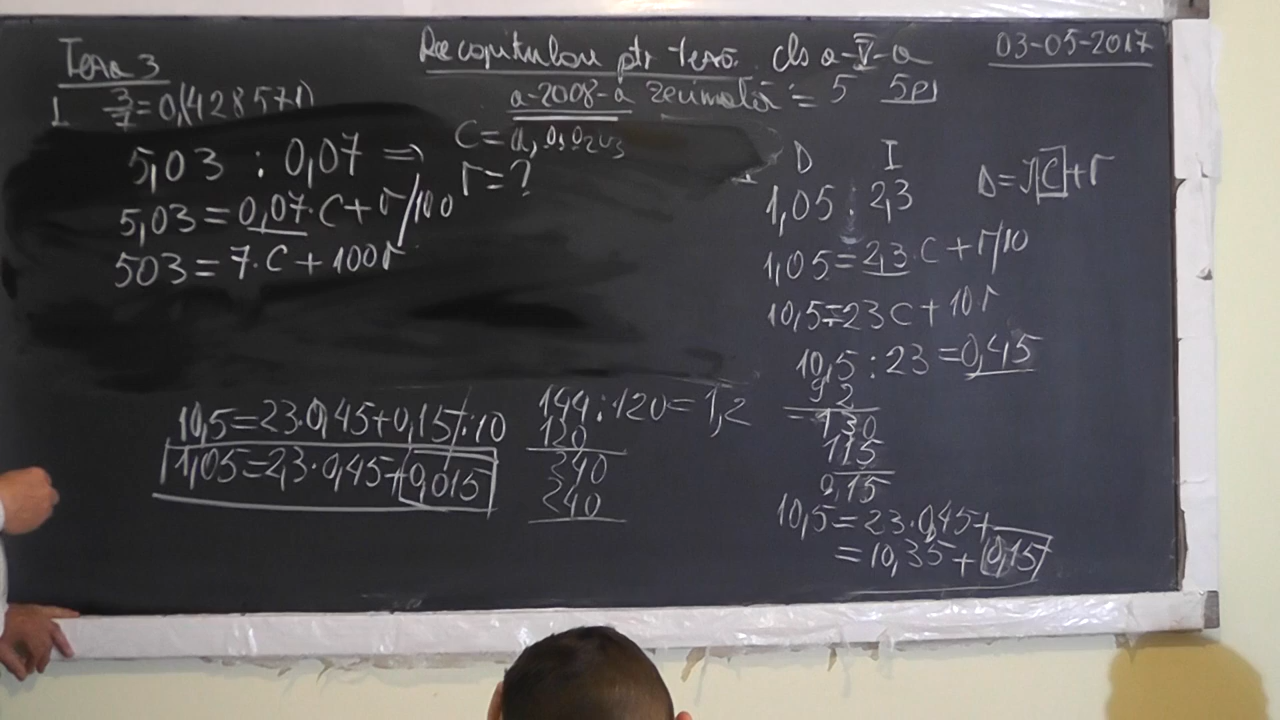 Teza 3
Recapitulare ptr teză cls a-V-a
03-05-2017
1 3/7=0,(428571)
a-2008-a zecimală = 5 5p
5,03 : 0,07 ⇒
C=a,a₁a₂a₃
r=?
5,03=0,07·C+r/100
503=7·C+100r
D I
1,05 : 2,3
D=I·C+r
1,05=2,3·C+r/10
10,5=23C+10·r
10,5:23=0,45
92
=130
115
0,15
10,5=23·0,45+
=10,35+0,15
10,5=23·0,45+0,15/:10
1,05=2,3·0,45+0,015
144:120=1,2
120
240
240